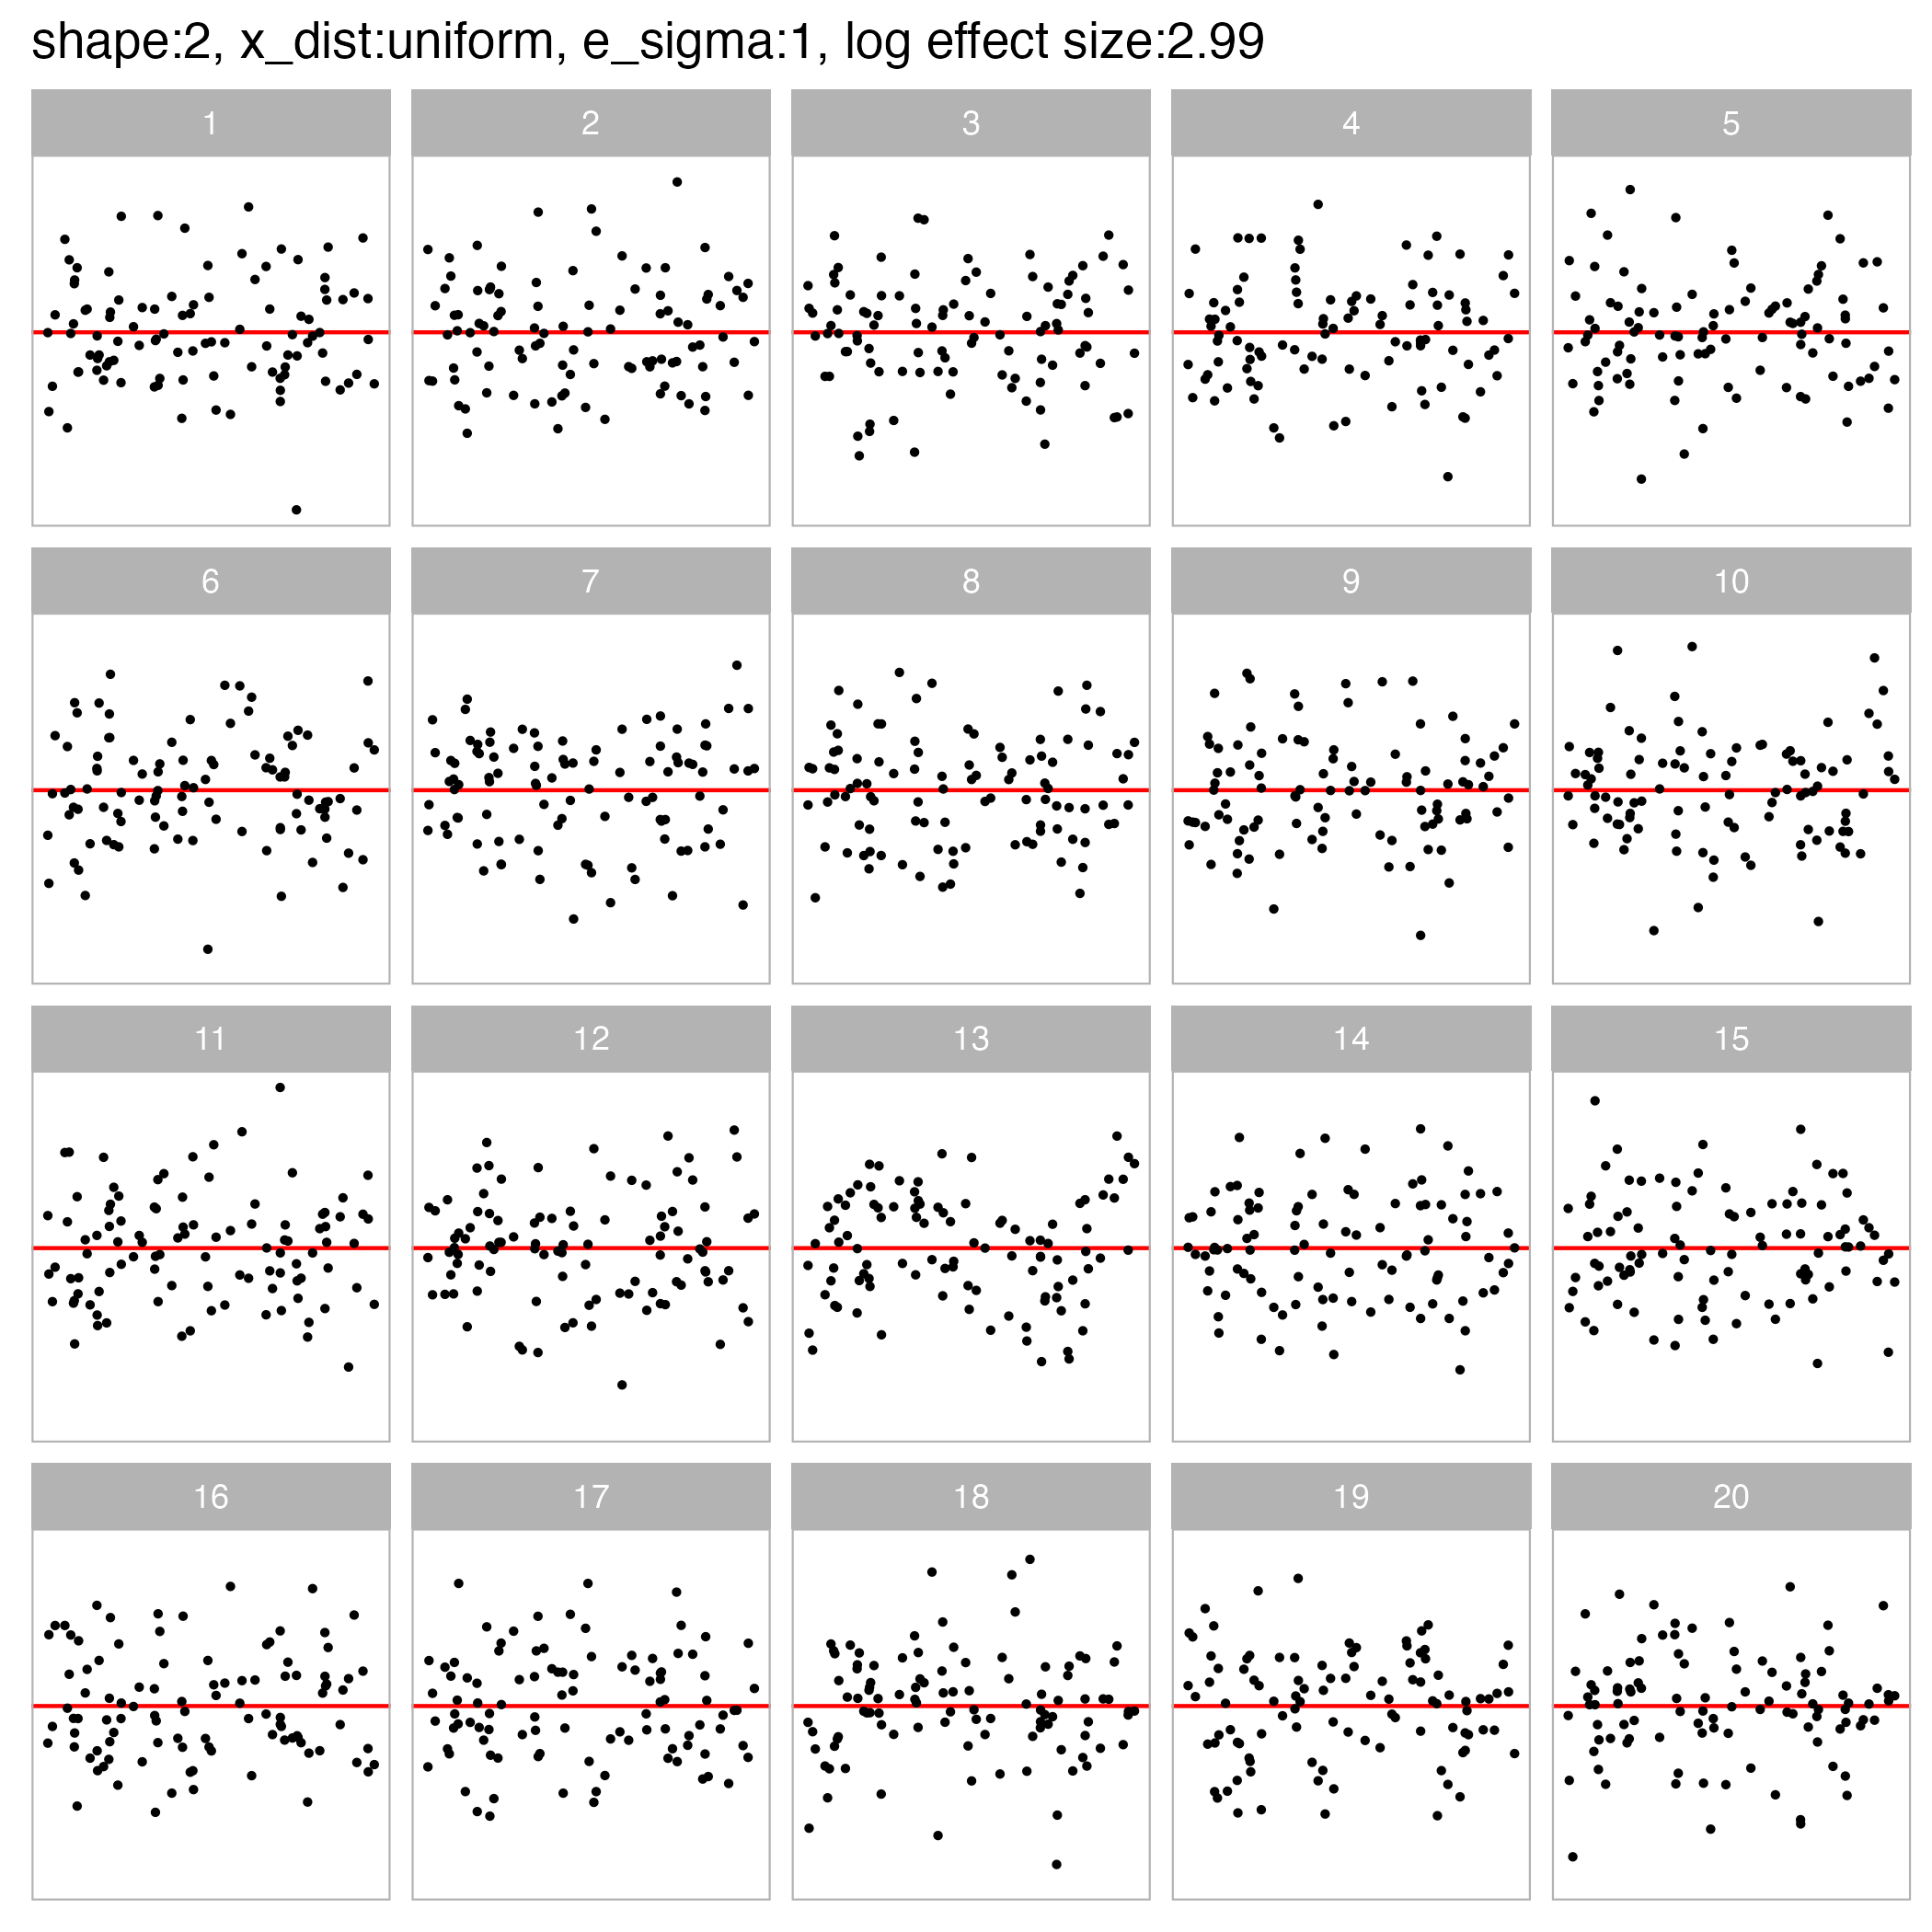 shape:2, x_dist:uniform, e_sigma:1, log effect size:2.99
1 2 3 4 5
6 7 8 9 10
11 12 13 14 15
16 17 18 19 20